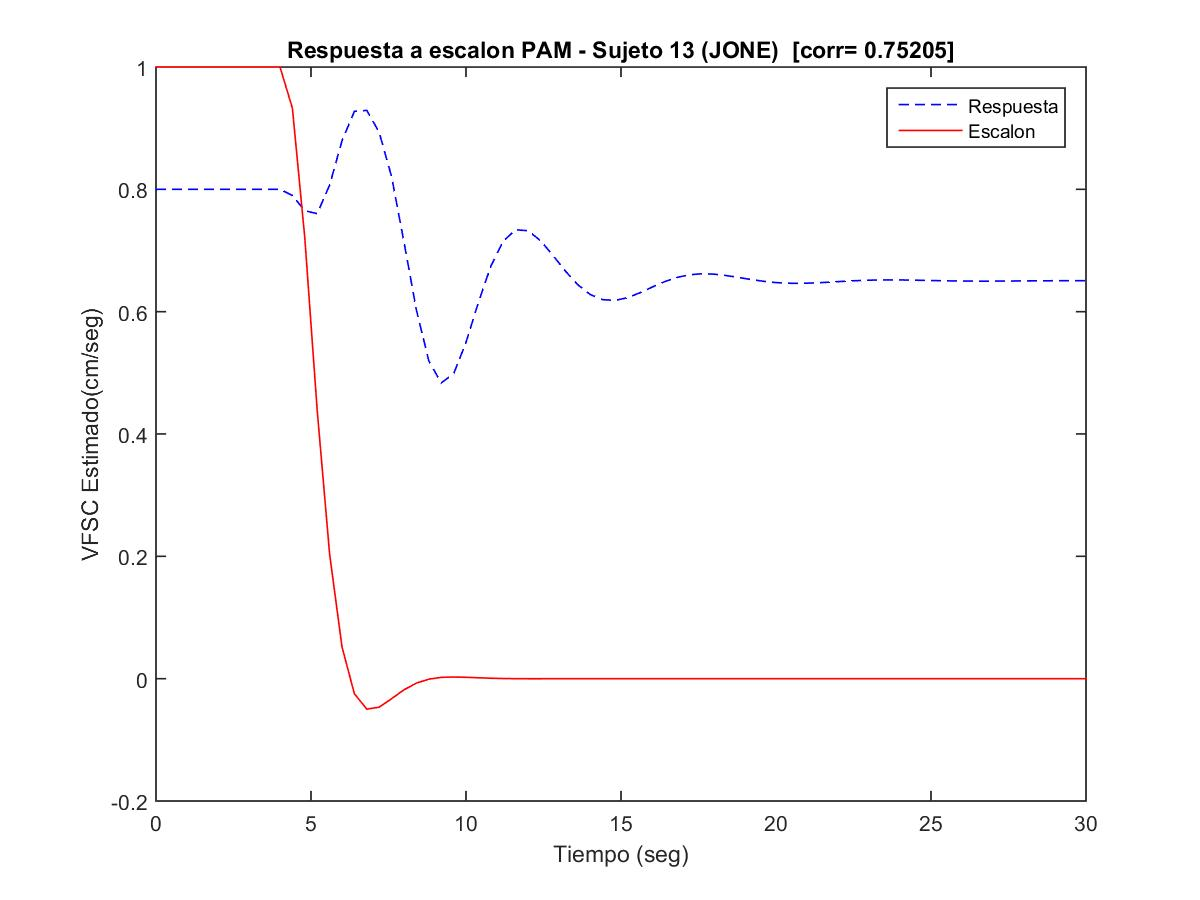 Respuesta a escalon PAM - Sujeto 13 (JONE)  [corr= 0.75205]
Respuesta
Escalon
VFSC Estimado(cm/seg)
1
0.8
0.6
0.4
0.2
0
-0.2
0 5 10 15 20 25 30
Tiempo (seg)